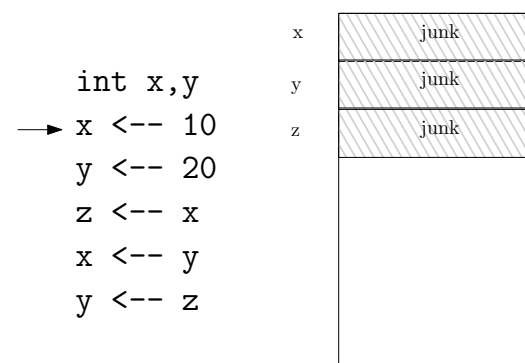 int x,y
x <-- 10
y <-- 20
z <-- x
x <-- y
y <-- z
x junk
y junk
z junk